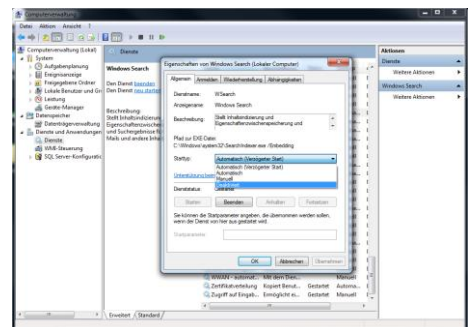 Computerverwaltung
Datei Aktion Ansicht ?
Computerverwaltung (Lokal)
System
Aufgabenplanung
Ereignisanzeige
Freigegebene Ordner
Lokale Benutzer und Gr
Leistung
Geräte-Manager
Datenspeicher
Datenträgerverwaltung
Dienste und Anwendungen
Dienste
WMI-Steuerung
SQL Server-Konfiguratio
Dienste
Windows Search
Den Dienst beenden
Den Dienst neu starten
Beschreibung:
Stellt Inhaltsindizierung
Eigenschaftenzwischen
und Suchergebnisse f
Mails und andere Inhal
Eigenschaften von Windows Search (Lokaler Computer)
Allgemein Anmelden Wiederherstellung Abhängigkeiten
Dienstname: WSearch
Anzeigename: Windows Search
Beschreibung: Stellt Inhaltsindizierung und
Eigenschaftenzwischenspeicherung und
Pfad zur EXE-Datei:
C:\Windows\system32\SearchIndexer.exe /Embedding
Starttyp: Automatisch (Verzögerter Start)
Automatisch (Verzögerter Start)
Automatisch
Manuell
Deaktiviert
Dienststatus: Gestartet
Starten Beenden Anhalten Fortsetzen
Sie können die Startparameter angeben, die übernommen werden sollen,
wenn der Dienst von hier aus gestartet wird.
Startparameter:
OK Abbrechen Übernehmen
WWAN - automat... Mit dem Dien... Manuell
Zertifikatverteilung Kopiert Benut... Gestartet Automa...
Zugriff auf Eingab... Ermöglicht ei... Gestartet Manuell
Erweitert Standard
Aktionen
Dienste
Weitere Aktionen
Windows Search
Weitere Aktionen